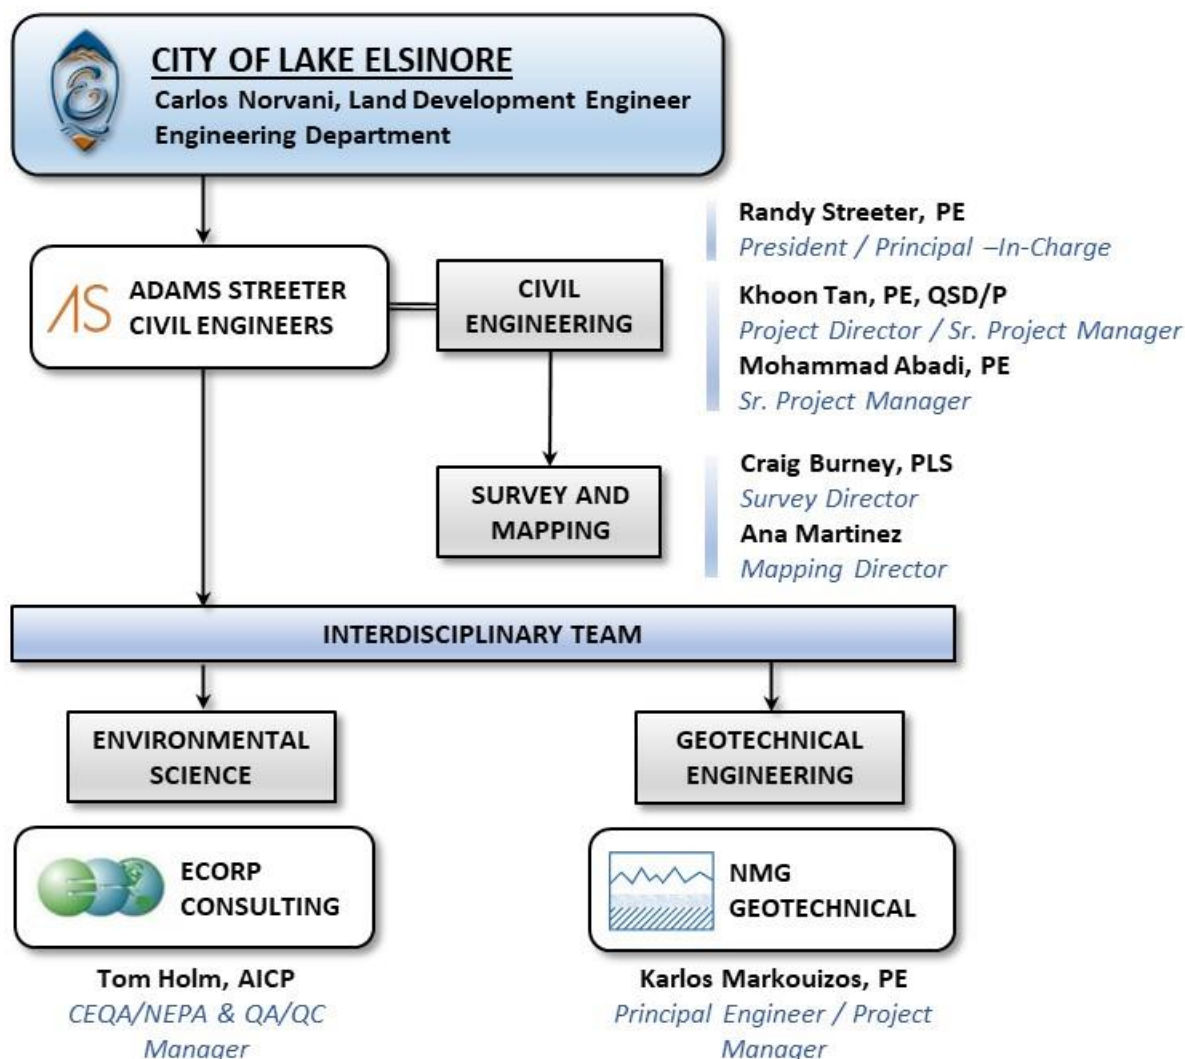 CITY OF LAKE ELSINORE
Carlos Norvani, Land Development Engineer
Engineering Department
ADAMS STREETER
CIVIL ENGINEERS
CIVIL
ENGINEERING
Randy Streeter, PE
President / Principal –In-Charge
Khoon Tan, PE, QSD/P
Project Director / Sr. Project Manager
Mohammad Abadi, PE
Sr. Project Manager
SURVEY AND
MAPPING
Craig Burney, PLS
Survey Director
Ana Martinez
Mapping Director
INTERDISCIPLINARY TEAM
ENVIRONMENTAL
SCIENCE
GEOTECHNICAL
ENGINEERING
ECORP
CONSULTING
NMG
GEOTECHNICAL
Tom Holm, AICP
CEQA/NEPA & QA/QC
Manager
Karlos Markouizos, PE
Principal Engineer / Project
Manager